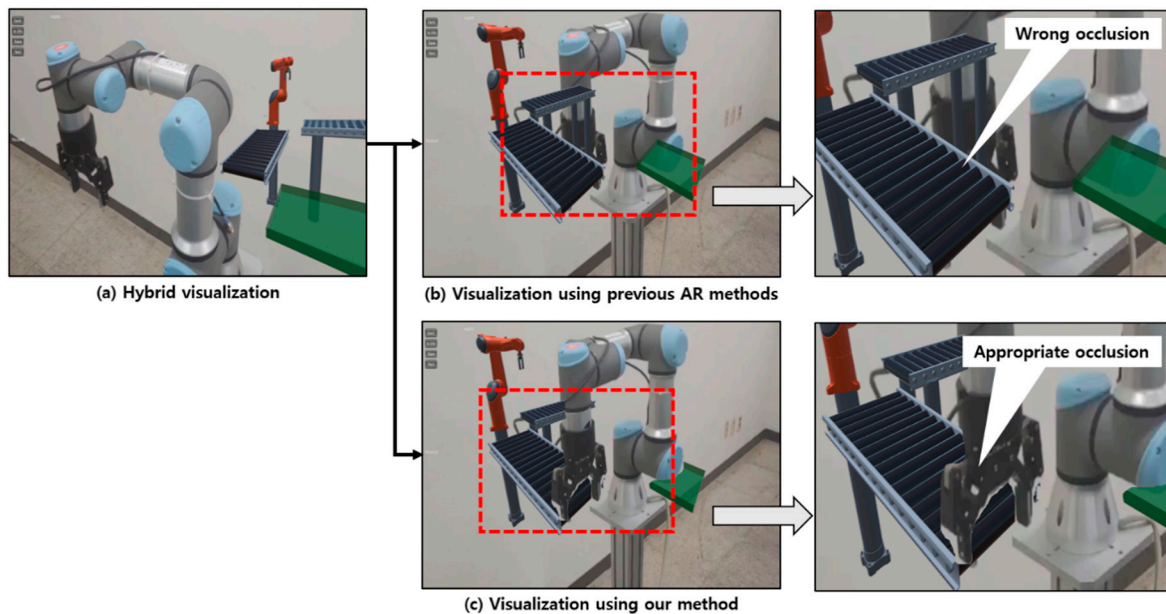 Wrong occlusion
(a) Hybrid visualization
(b) Visualization using previous AR methods
Appropriate occlusion
(c) Visualization using our method